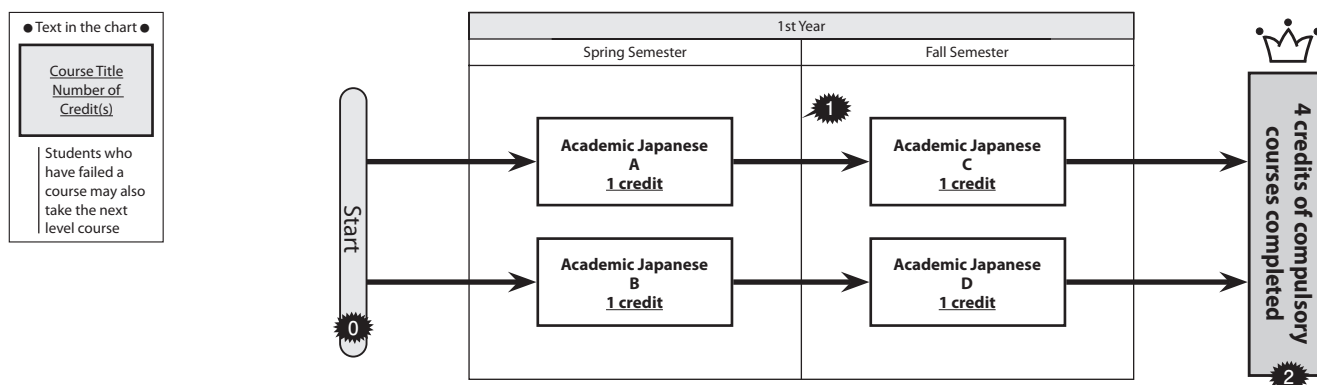 ● Text in the chart ●
Course Title
Number of
Credit(s)
Students who
have failed a
course may also
take the next
level course
1st Year
Spring Semester
Fall Semester
Start
0
Academic Japanese
A
1 credit
Academic Japanese
B
1 credit
1
Academic Japanese
C
1 credit
Academic Japanese
D
1 credit
4 credits of compulsory
courses completed
2